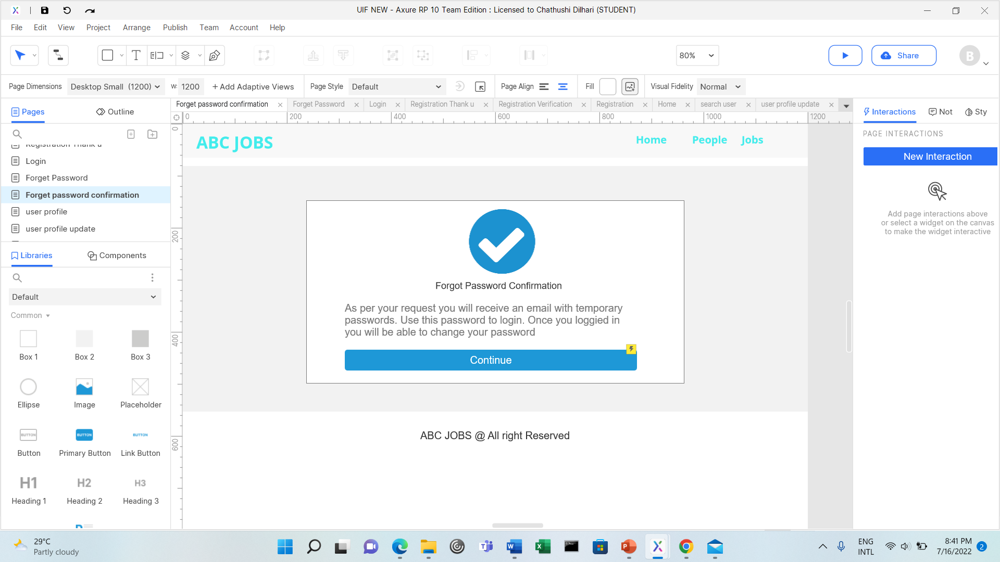 UIF NEW - Axure RP 10 Team Edition : Licensed to Chathushi Dilhari (STUDENT)
File Edit View Project Arrange Publish Team Account Help
80% Share B
Page Dimensions Desktop Small (1200) W: 1200 + Add Adaptive Views Page Style Default Page Align Fill Visual Fidelity Normal
Pages Outline
Forget password confirmation Forget Password Login Registration Thank u Registration Verification Registration Home search user user profile update
Interactions Not Sty
0 200 400 600 800 1000 1200
PAGE INTERACTIONS
New Interaction
Add page interactions above
or select a widget on the canvas
to make the widget interactive
Registration Thank u
Login
Forget Password
Forget password confirmation
user profile
user profile update
Libraries Components
Default
Common
Box 1 Box 2 Box 3
Ellipse Image Placeholder
BUTTON BUTTON BUTTON
Button Primary Button Link Button
H1 H2 H3
Heading 1 Heading 2 Heading 3
0
200
400
600
ABC JOBS Home People Jobs
Forgot Password Confirmation
As per your request you will receive an email with temporary
passwords. Use this password to login. Once you loggied in
you will be able to change your password
Continue
ABC JOBS @ All right Reserved
29°C
Partly cloudy
ENG
INTL
8:41 PM
7/16/2022
2